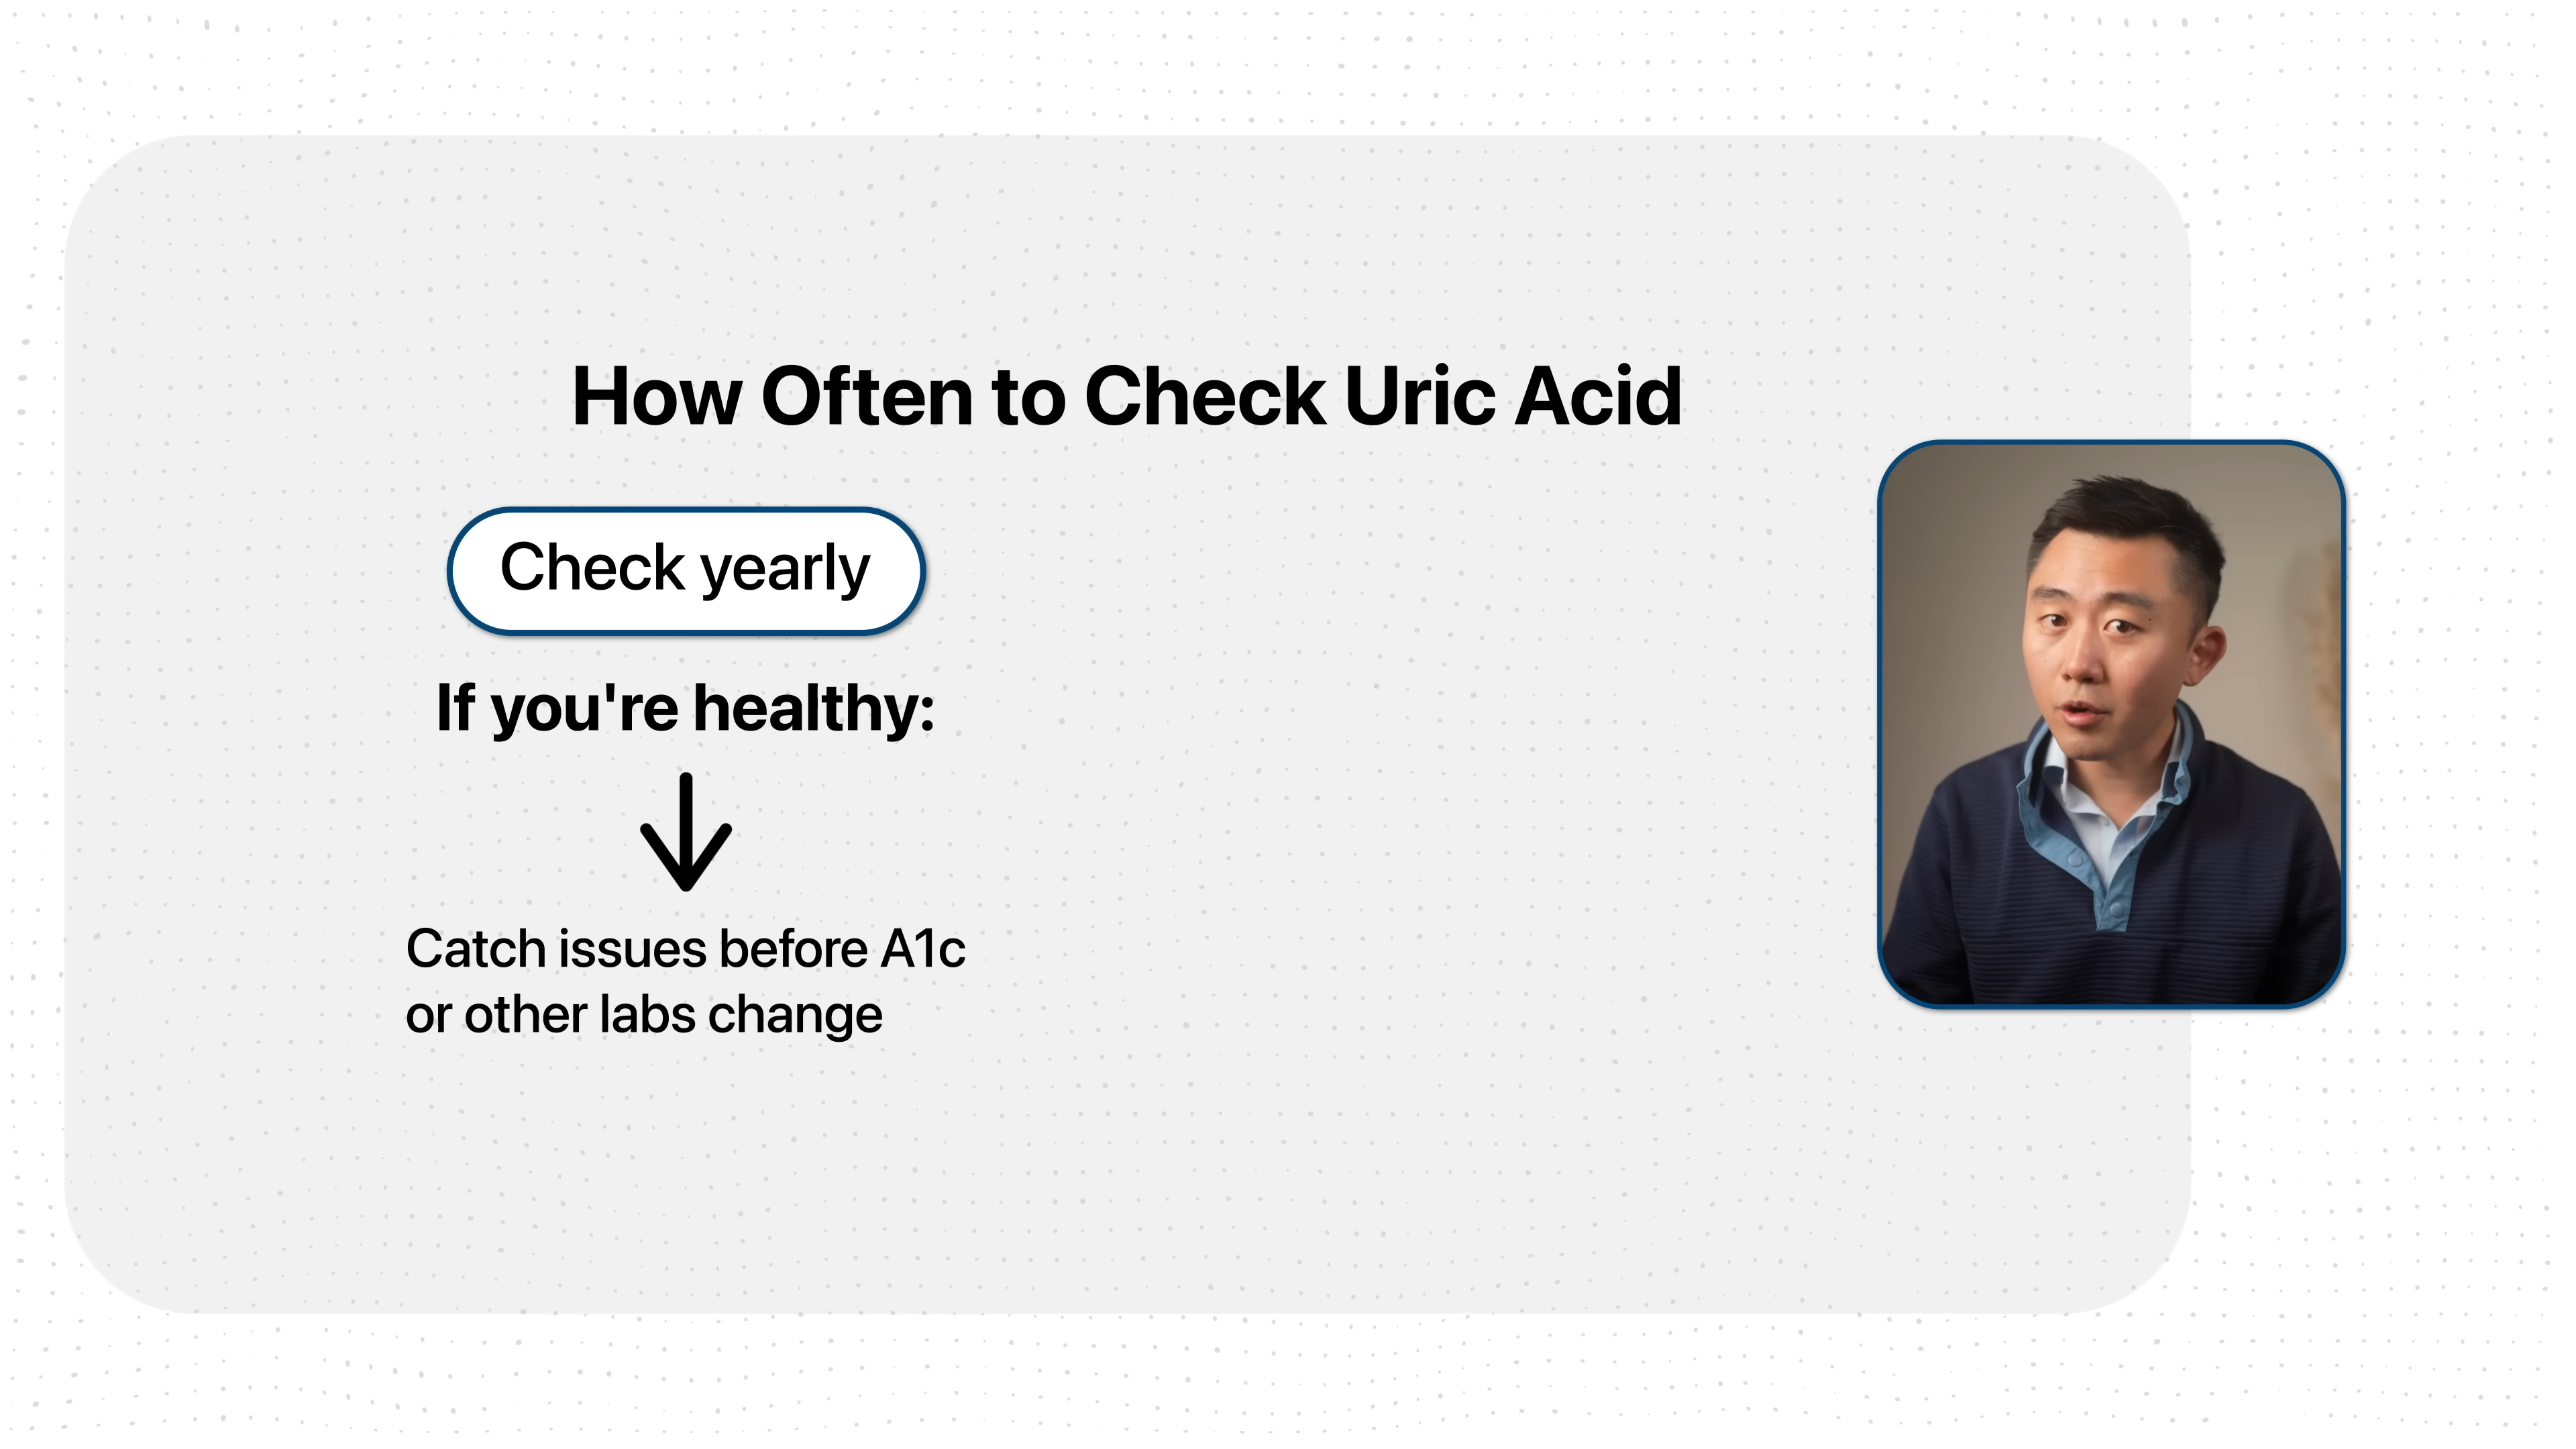 How Often to Check Uric Acid
Check yearly
If you're healthy:
Catch issues before A1c
or other labs change